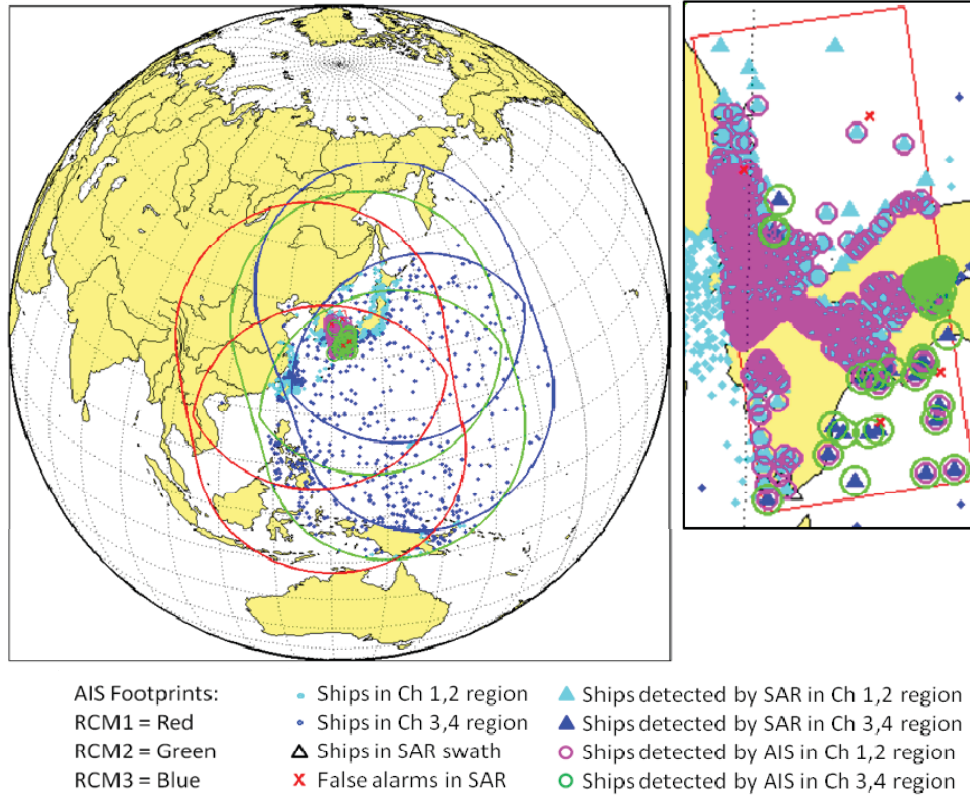 AIS Footprints:
RCM1 = Red
RCM2 = Green
RCM3 = Blue
Ships in Ch 1,2 region
Ships in Ch 3,4 region
Ships in SAR swath
False alarms in SAR
Ships detected by SAR in Ch 1,2 region
Ships detected by SAR in Ch 3,4 region
Ships detected by AIS in Ch 1,2 region
Ships detected by AIS in Ch 3,4 region